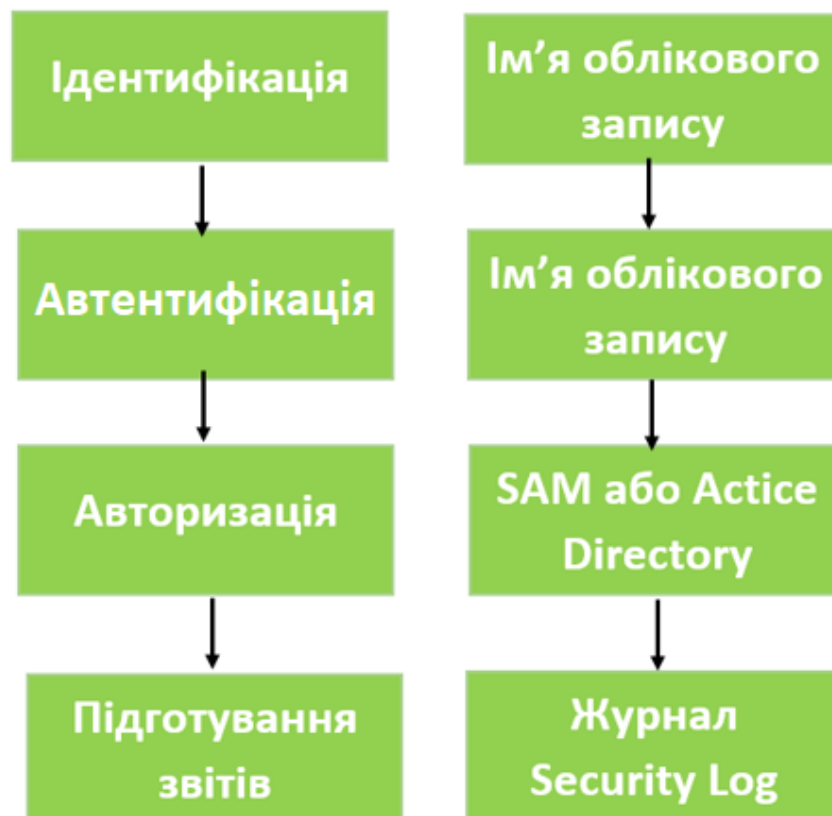 Ідентифікація
Автентифікація
Авторизація
Підготування
звітів
Ім’я облікового
запису
Ім’я облікового
запису
SAM або Actice
Directory
Журнал
Security Log